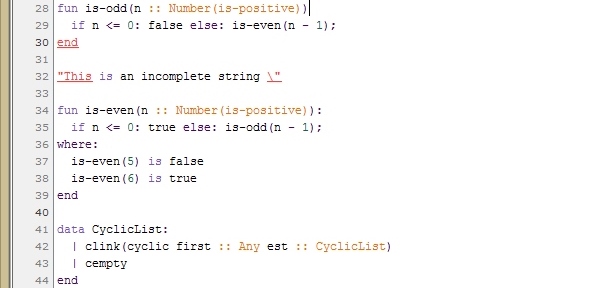 28 fun is-odd(n :: Number(is-positive))
29   if n <= 0: false else: is-even(n - 1);
30 end
31
32 "This is an incomplete string \"
33
34 fun is-even(n :: Number(is-positive)):
35   if n <= 0: true else: is-odd(n - 1);
36 where:
37   is-even(5) is false
38   is-even(6) is true
39 end
40
41 data CyclicList:
42   | clink(cyclic first :: Any est :: CyclicList)
43   | cempty
44 end